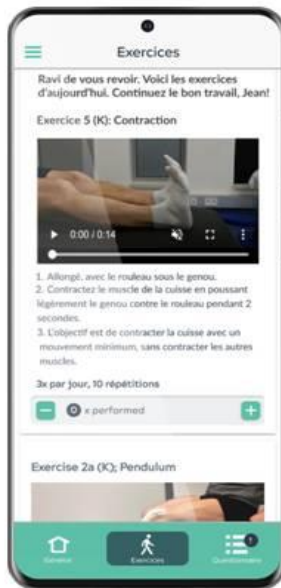 Exercices
Ravi de vous revoir. Voici les exercices
d'aujourd'hui. Continuez le bon travail, Jean!
Exercice 5 (K): Contraction
0:00 / 0:14
1. Allongé, avec le rouleau sous le genou.
2. Contractez le muscle de la cuisse en poussant
légèrement le genou contre le rouleau pendant 2
secondes.
3. L'objectif est de contracter la cuisse avec un
mouvement minimum, sans contracter les autres
muscles.
3x par jour, 10 répétitions
0 x performed
Exercise 2a (K); Pendulum
Général Exercices Questionnaire